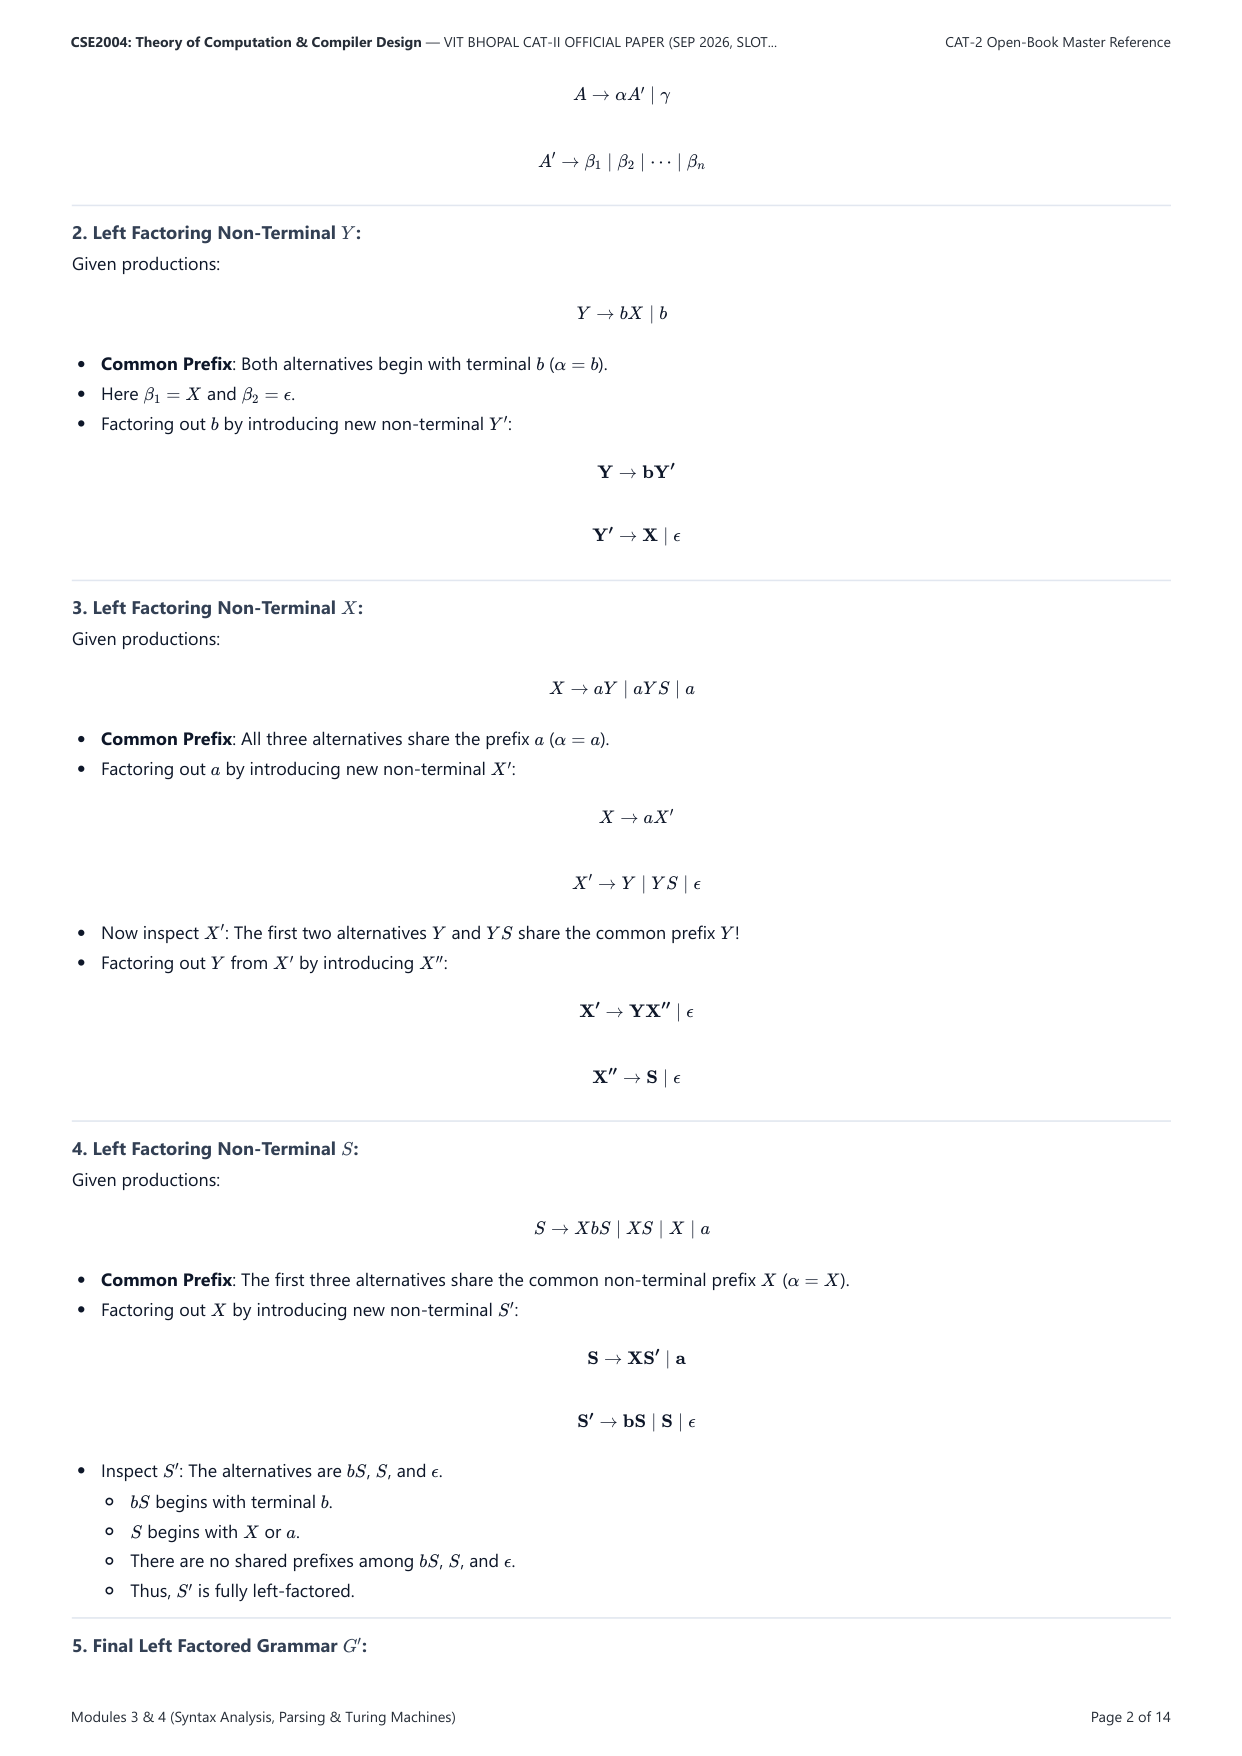 CSE2004: Theory of Computation & Compiler Design — VIT BHOPAL CAT-II OFFICIAL PAPER (SEP 2026, SLOT... CAT-2 Open-Book Master Reference
A → αA′ | γ
A′ → β₁ | β₂ | ⋯ | βₙ
2. Left Factoring Non-Terminal Y:
Given productions:
Y → bX | b
• Common Prefix: Both alternatives begin with terminal b (α = b).
• Here β₁ = X and β₂ = ϵ.
• Factoring out b by introducing new non-terminal Y′:
Y → bY′
Y′ → X | ϵ
3. Left Factoring Non-Terminal X:
Given productions:
X → aY | aYS | a
• Common Prefix: All three alternatives share the prefix a (α = a).
• Factoring out a by introducing new non-terminal X′:
X → aX′
X′ → Y | YS | ϵ
• Now inspect X′: The first two alternatives Y and YS share the common prefix Y!
• Factoring out Y from X′ by introducing X′′:
X′ → YX′′ | ϵ
X′′ → S | ϵ
4. Left Factoring Non-Terminal S:
Given productions:
S → XbS | XS | X | a
• Common Prefix: The first three alternatives share the common non-terminal prefix X (α = X).
• Factoring out X by introducing new non-terminal S′:
S → XS′ | a
S′ → bS | S | ϵ
• Inspect S′: The alternatives are bS, S, and ϵ.
∘ bS begins with terminal b.
∘ S begins with X or a.
∘ There are no shared prefixes among bS, S, and ϵ.
∘ Thus, S′ is fully left-factored.
5. Final Left Factored Grammar G′:
Modules 3 & 4 (Syntax Analysis, Parsing & Turing Machines) Page 2 of 14